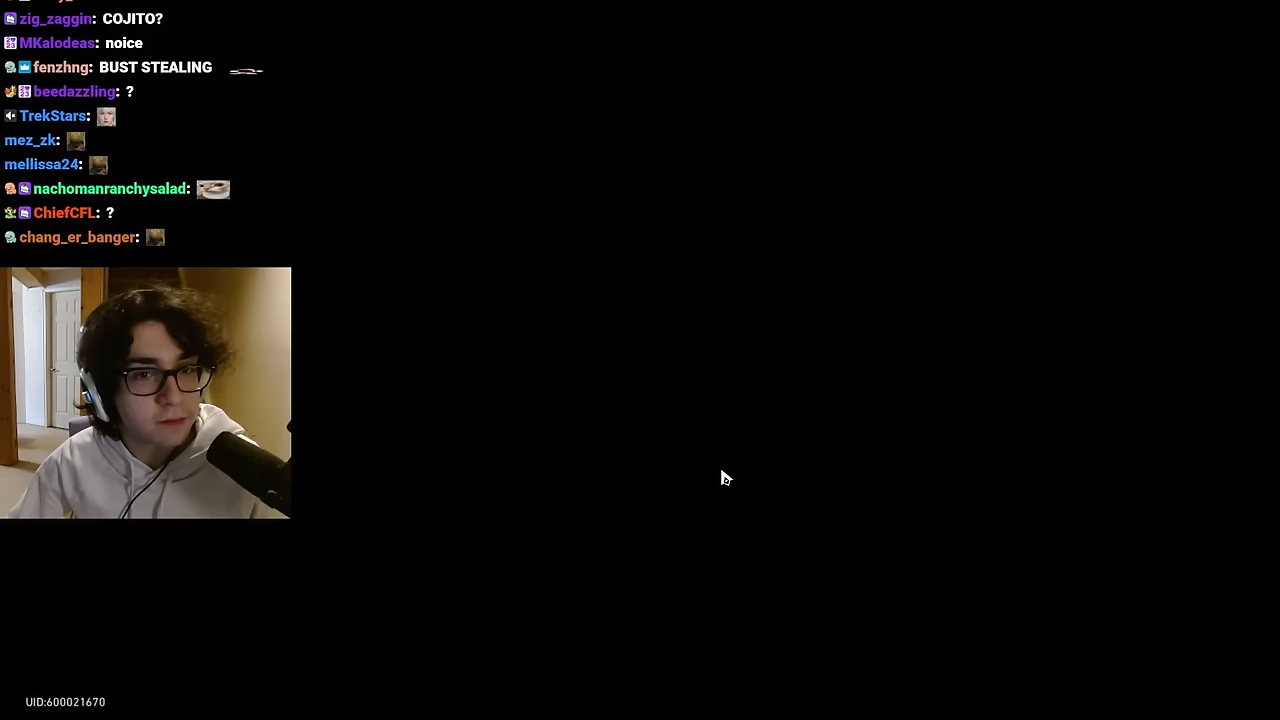 zig_zaggin: COJITO?
MKalodeas: noice
fenzhng: BUST STEALING
beedazzling: ?
TrekStars:
mez_zk:
mellissa24:
nachomanranchysalad:
ChiefCFL: ?
chang_er_banger:
UID:600021670